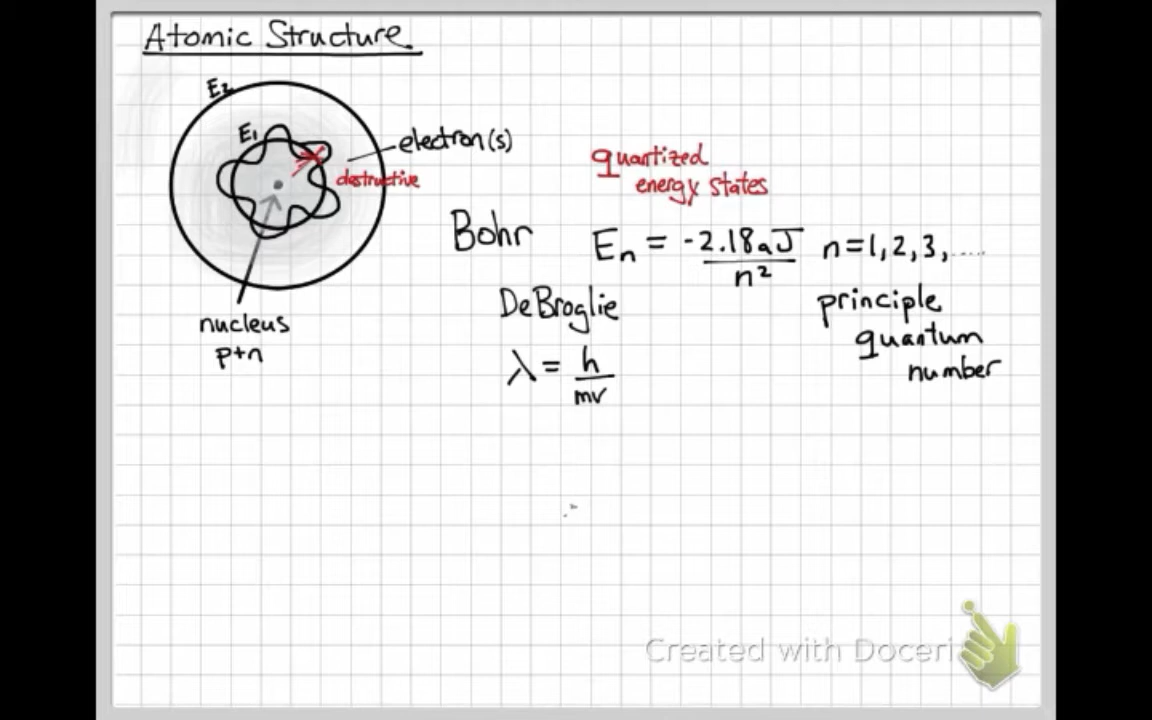 Atomic Structure
E2
E1
electron(s)
destructive
nucleus
p+n
quantized
energy states
Bohr
En = -2.18aJ / n² n=1,2,3,.....
principle
quantum
number
DeBroglie
λ = h / mv
Created with Doceri